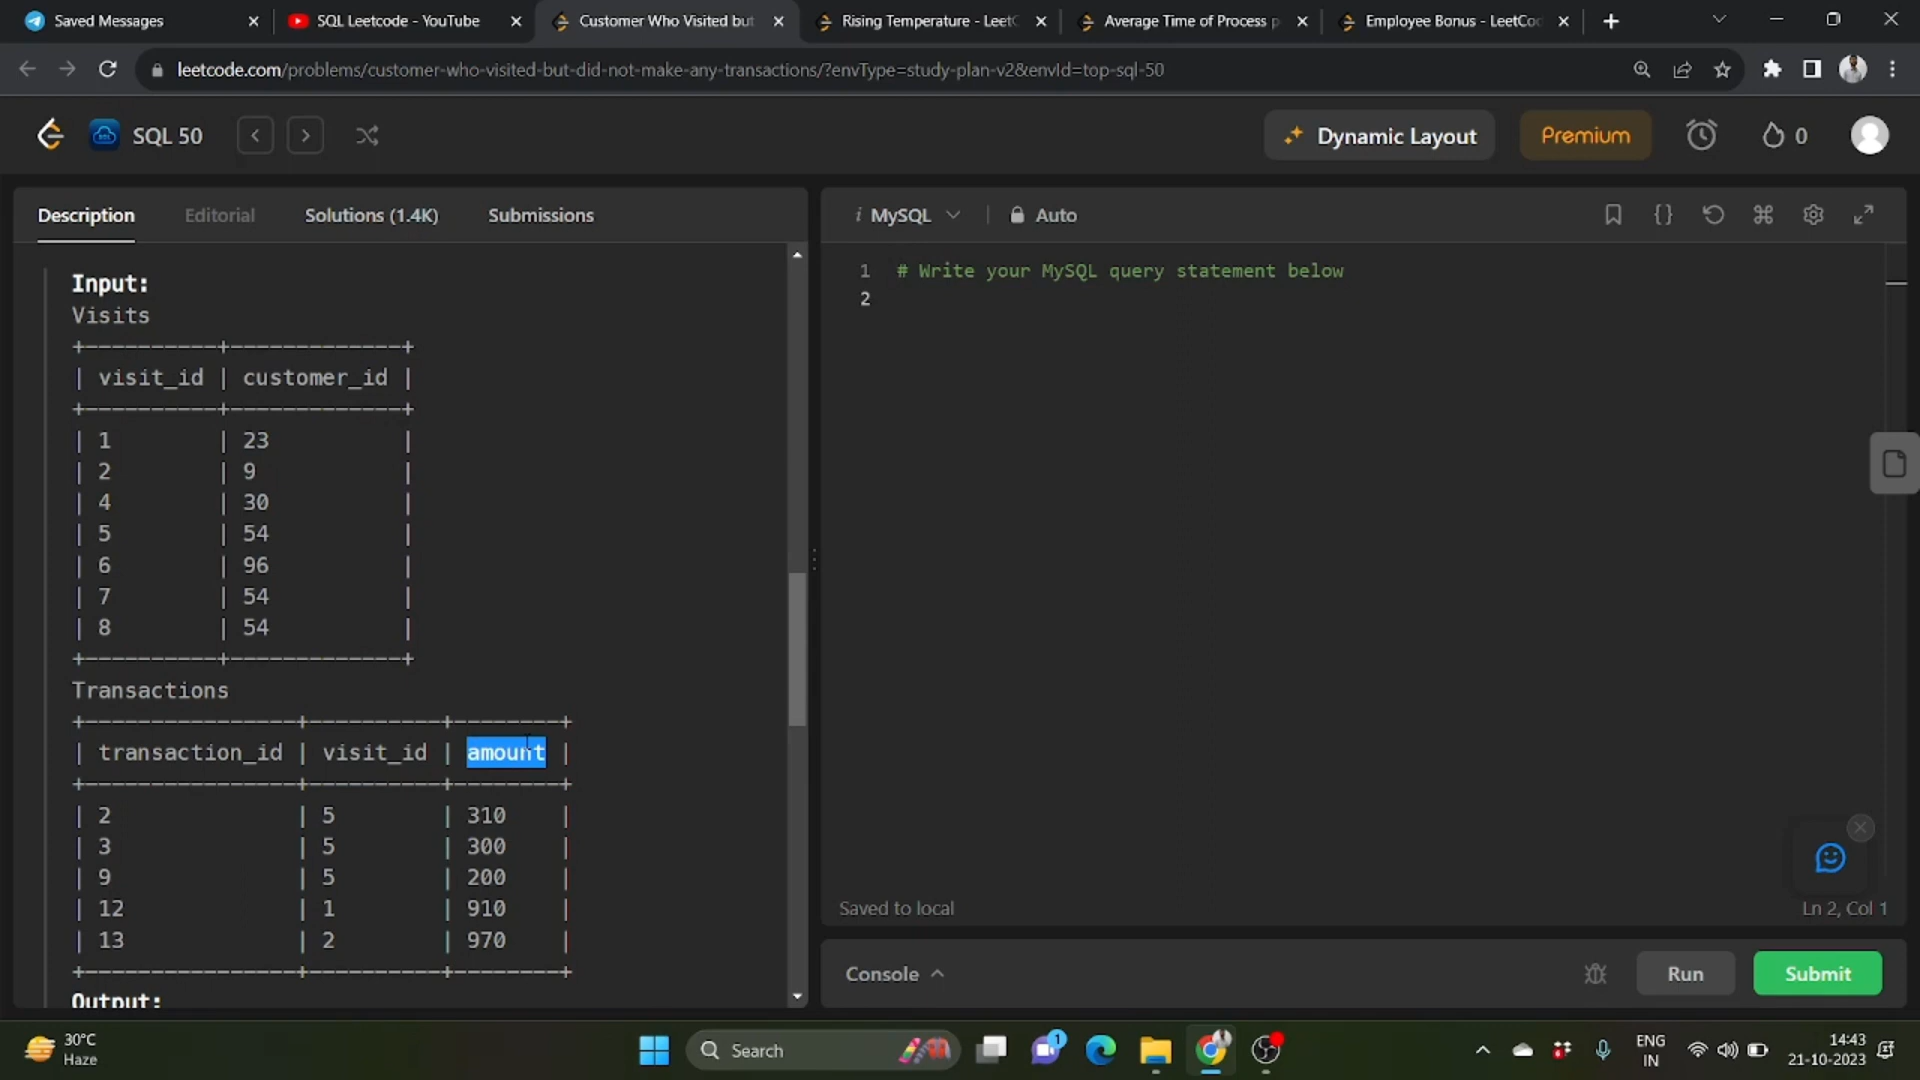 Saved Messages
SQL Leetcode - YouTube
Customer Who Visited but
Rising Temperature - LeetC
Average Time of Process p
Employee Bonus - LeetCo
leetcode.com/problems/customer-who-visited-but-did-not-make-any-transactions/?envType=study-plan-v2&envId=top-sql-50
SQL 50
Dynamic Layout
Premium
0
Description
Editorial
Solutions (1.4K)
Submissions
i MySQL
Auto
Input:
Visits
+----------+-------------+
| visit_id | customer_id |
+----------+-------------+
| 1 | 23 |
| 2 | 9 |
| 4 | 30 |
| 5 | 54 |
| 6 | 96 |
| 7 | 54 |
| 8 | 54 |
+----------+-------------+
Transactions
+----------------+----------+--------+
| transaction_id | visit_id | amount |
+----------------+----------+--------+
| 2 | 5 | 310 |
| 3 | 5 | 300 |
| 9 | 5 | 200 |
| 12 | 1 | 910 |
| 13 | 2 | 970 |
+----------------+----------+--------+
Output:
1 # Write your MySQL query statement below
2
Saved to local
Ln 2, Col 1
Console
Run
Submit
30°C
Haze
Search
1
ENG
IN
14:43
21-10-2023